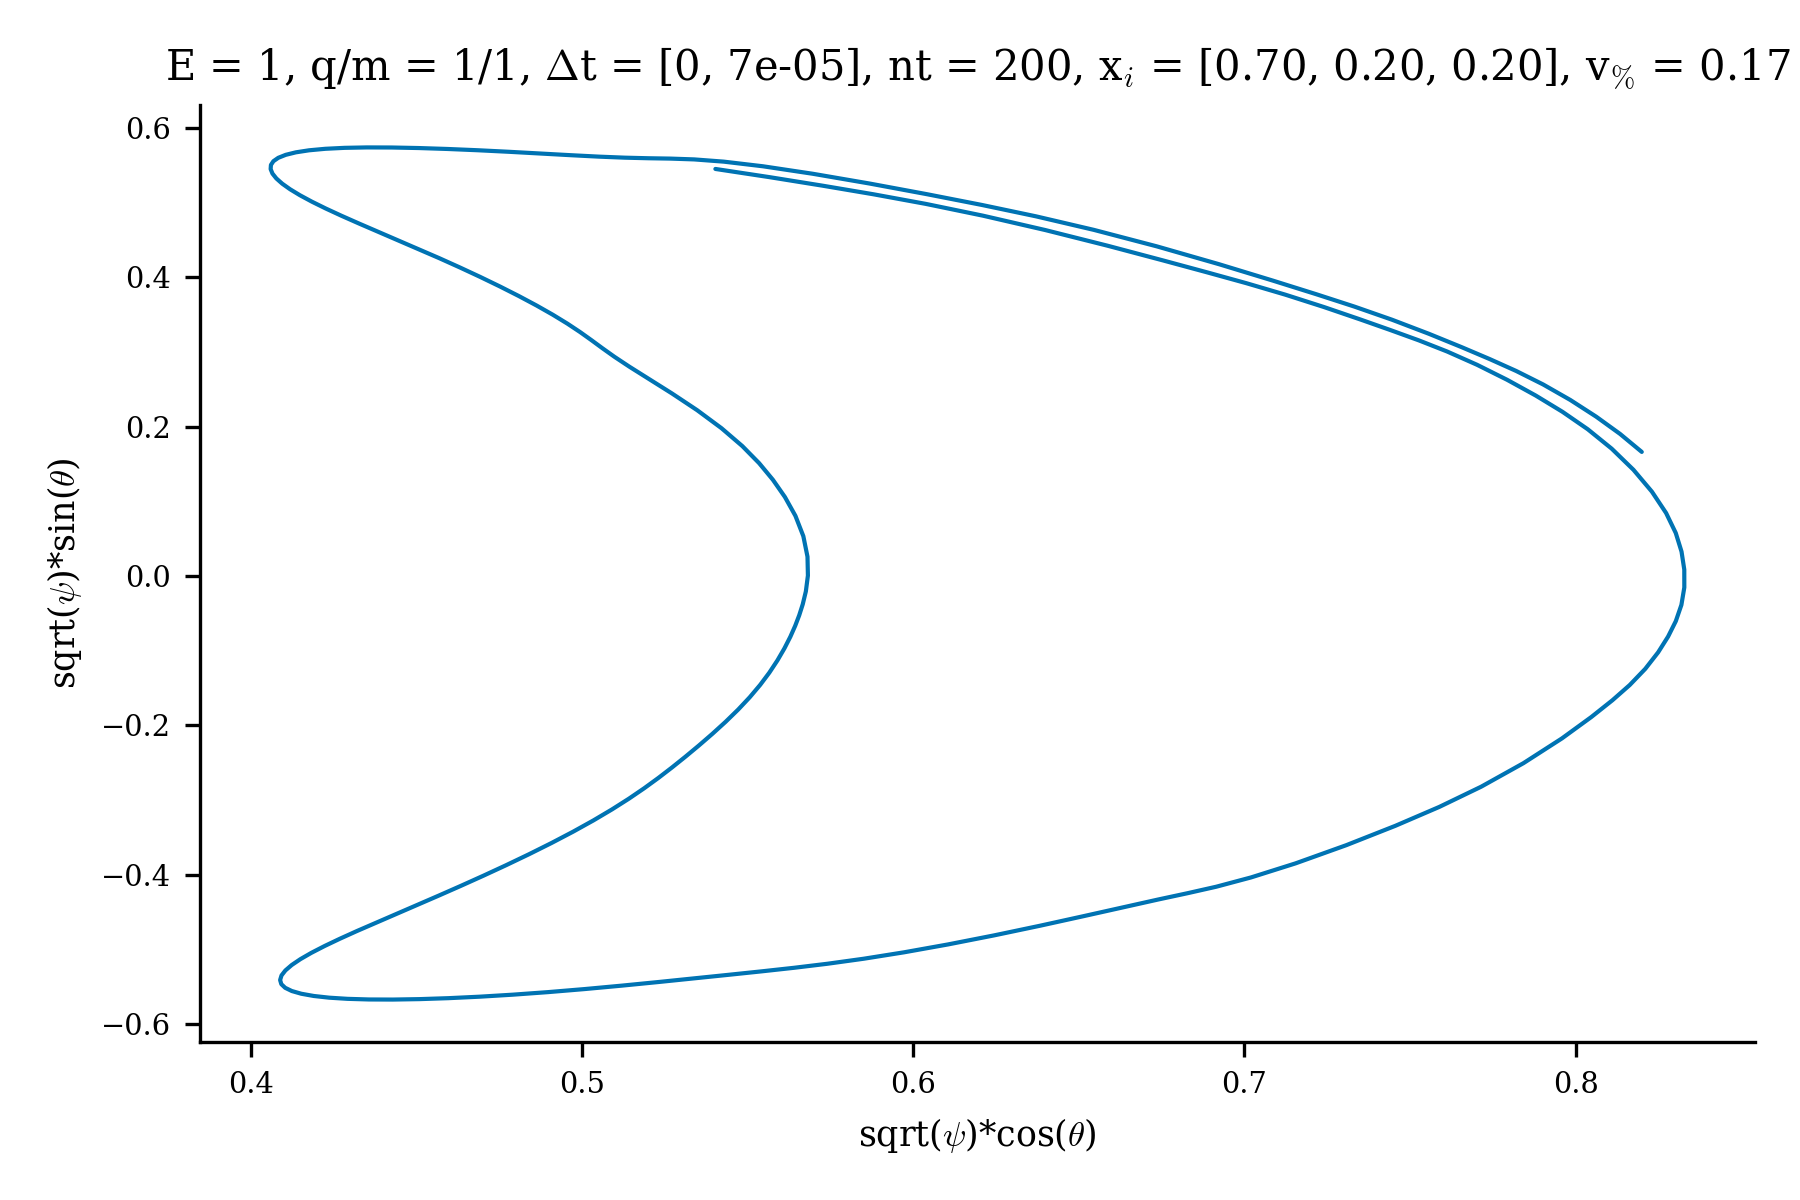 E = 1, q/m = 1/1, Δt = [0, 7e-05], nt = 200, xᵢ = [0.70, 0.20, 0.20], v% = 0.17
0.6
0.4
0.2
0.0
−0.2
−0.4
−0.6
sqrt(ψ)*sin(θ)
0.4 0.5 0.6 0.7 0.8
sqrt(ψ)*cos(θ)